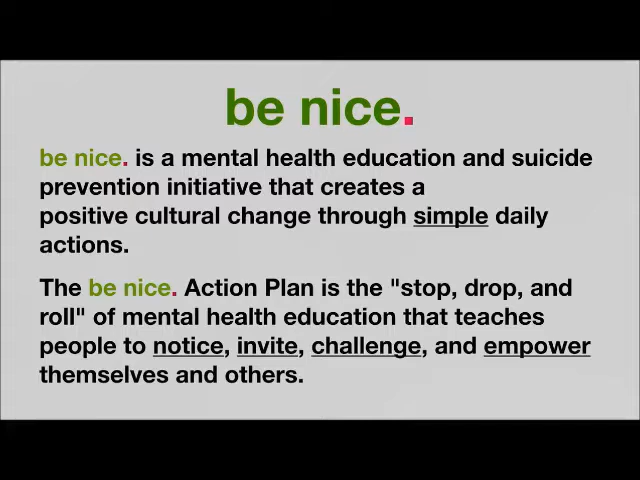 be nice.
be nice. is a mental health education and suicide
prevention initiative that creates a
positive cultural change through simple daily
actions.
The be nice. Action Plan is the "stop, drop, and
roll" of mental health education that teaches
people to notice, invite, challenge, and empower
themselves and others.